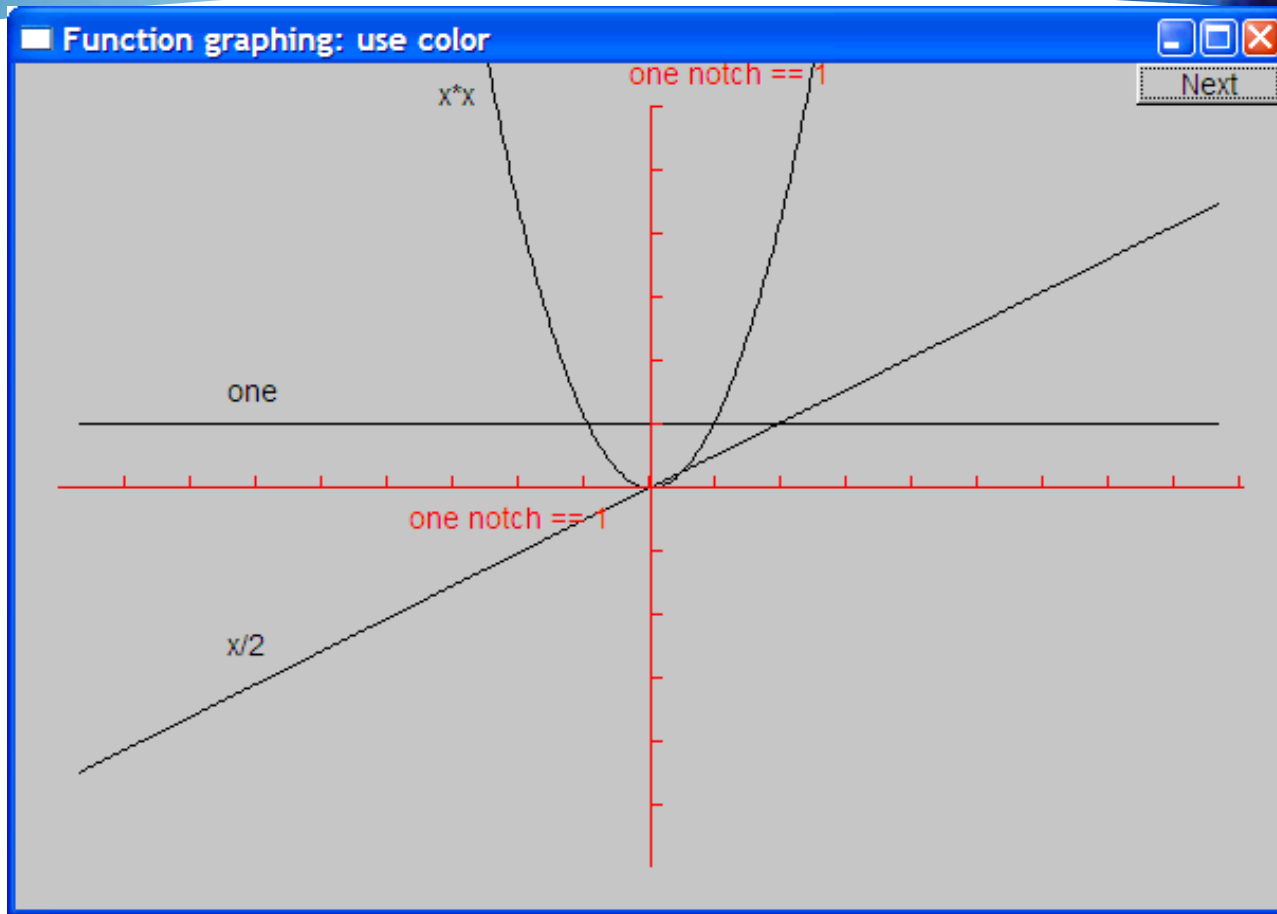 Function graphing: use color
one notch == 1
Next
x*x
one
one notch == 1
x/2